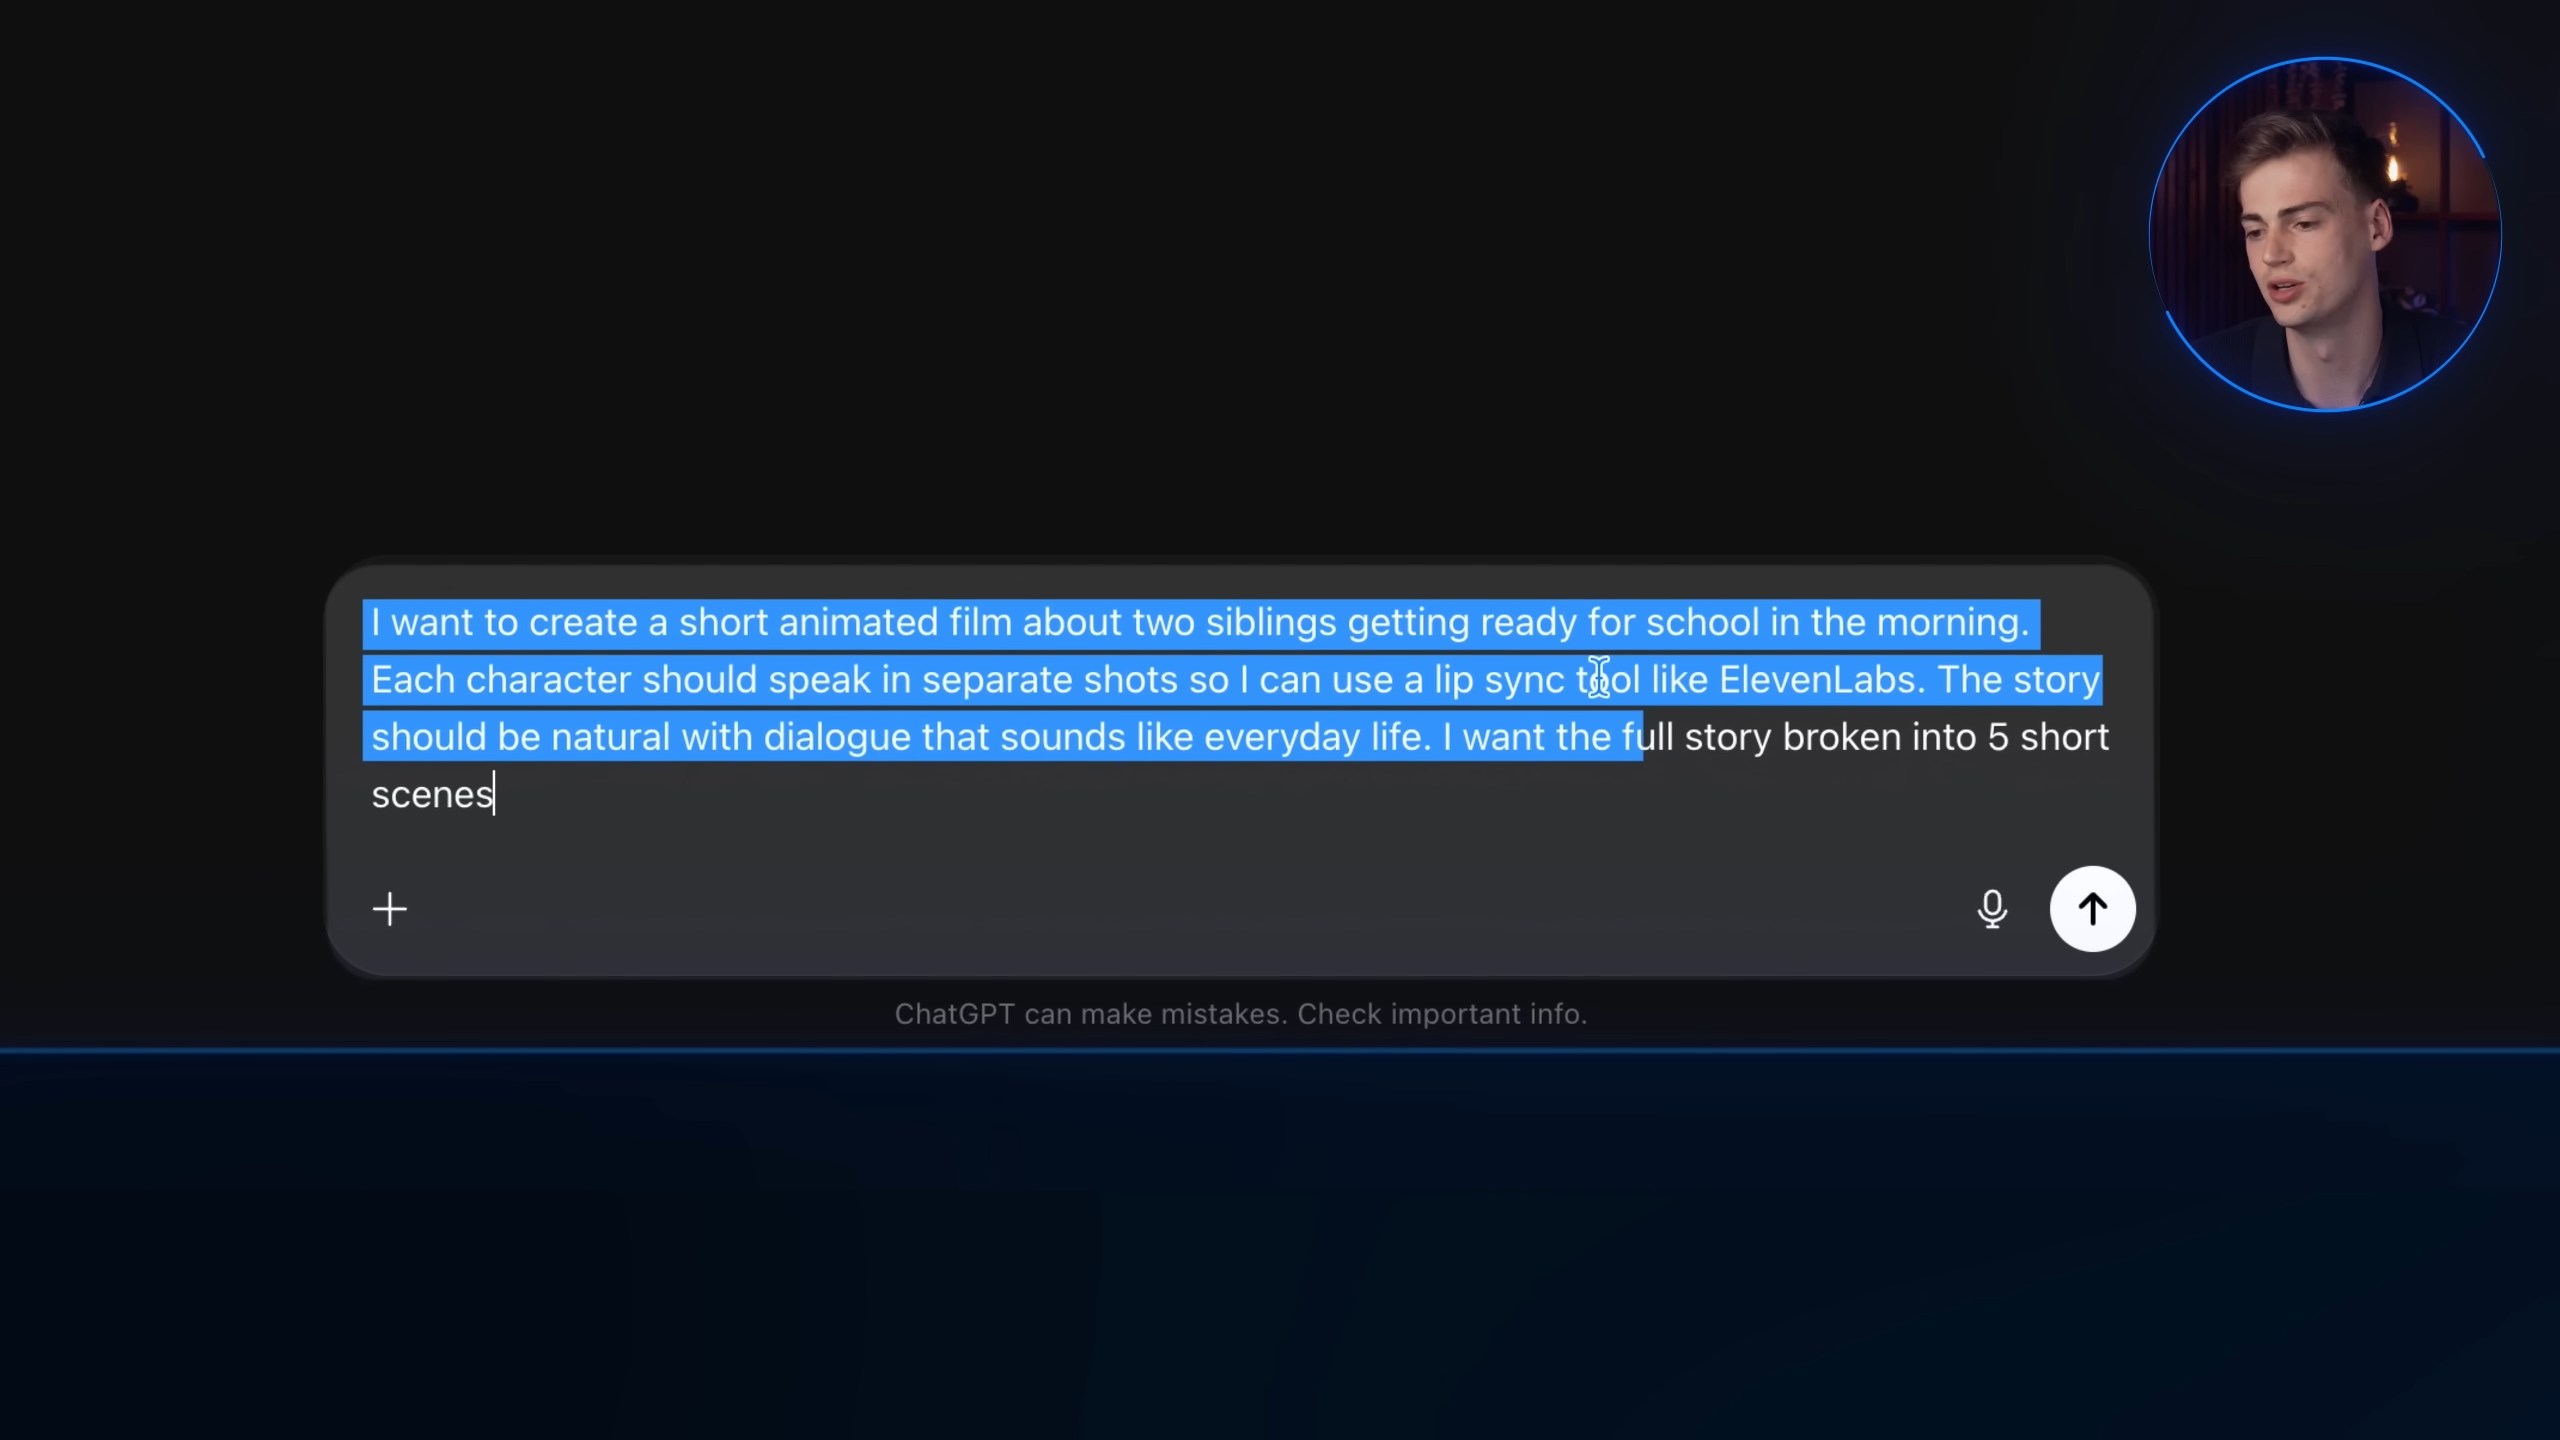 I want to create a short animated film about two siblings getting ready for school in the morning.
Each character should speak in separate shots so I can use a lip sync tool like ElevenLabs. The story
should be natural with dialogue that sounds like everyday life. I want the full story broken into 5 short
scenes
ChatGPT can make mistakes. Check important info.